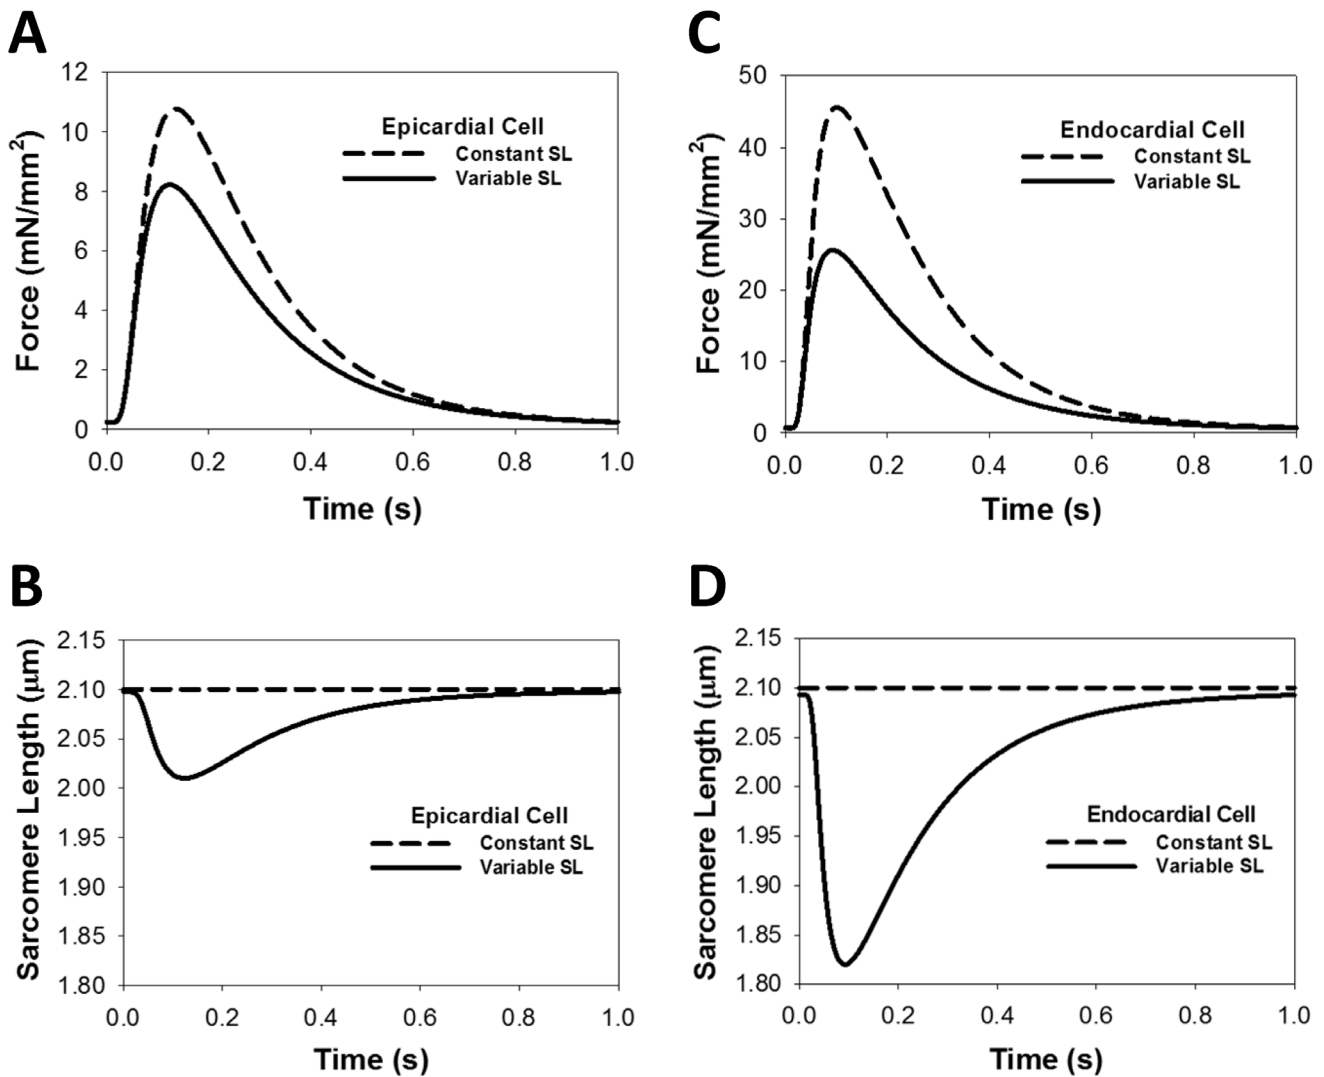 A
12
10
8
6
4
2
0
Force (mN/mm²)
Epicardial Cell
Constant SL
Variable SL
0.0 0.2 0.4 0.6 0.8 1.0
Time (s)
C
50
40
30
20
10
0
Force (mN/mm²)
Endocardial Cell
Constant SL
Variable SL
0.0 0.2 0.4 0.6 0.8 1.0
Time (s)
B
2.15
2.10
2.05
2.00
1.95
1.90
1.85
1.80
Sarcomere Length (μm)
Epicardial Cell
Constant SL
Variable SL
0.0 0.2 0.4 0.6 0.8 1.0
Time (s)
D
2.15
2.10
2.05
2.00
1.95
1.90
1.85
1.80
Sarcomere Length (μm)
Endocardial Cell
Constant SL
Variable SL
0.0 0.2 0.4 0.6 0.8 1.0
Time (s)